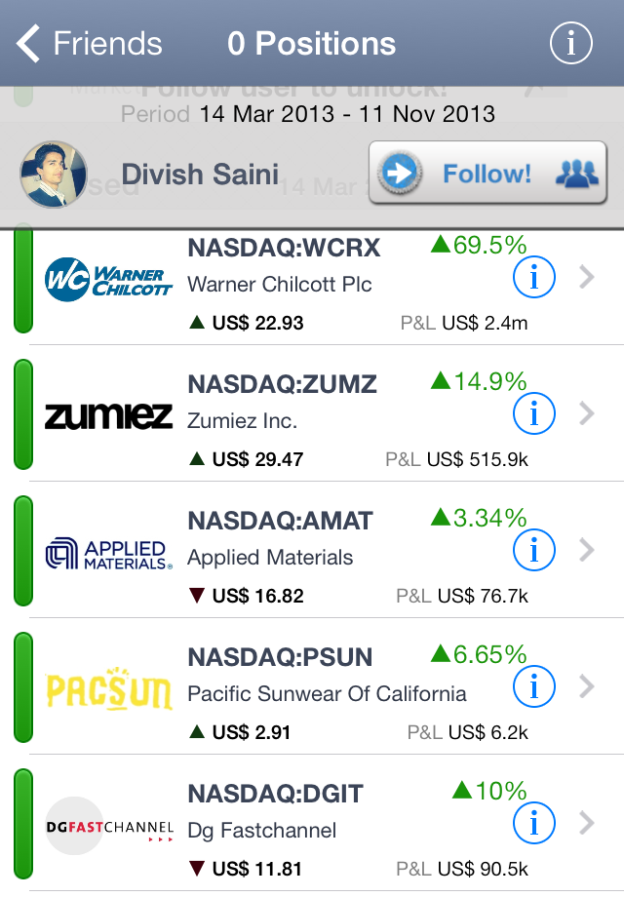 Friends 0 Positions i
Market Follow user to unlock!
Period 14 Mar 2013 - 11 Nov 2013
Divish Saini Follow!
sed 14 Mar
NASDAQ:WCRX ▲69.5%
WC WARNER CHILCOTT Warner Chilcott Plc i
▲ US$ 22.93 P&L US$ 2.4m
NASDAQ:ZUMZ ▲14.9%
zumiez Zumiez Inc. i
▲ US$ 29.47 P&L US$ 515.9k
NASDAQ:AMAT ▲3.34%
APPLIED MATERIALS® Applied Materials i
▼ US$ 16.82 P&L US$ 76.7k
NASDAQ:PSUN ▲6.65%
PACSUN Pacific Sunwear Of California i
▲ US$ 2.91 P&L US$ 6.2k
NASDAQ:DGIT ▲10%
DGFASTCHANNEL Dg Fastchannel i
▼ US$ 11.81 P&L US$ 90.5k